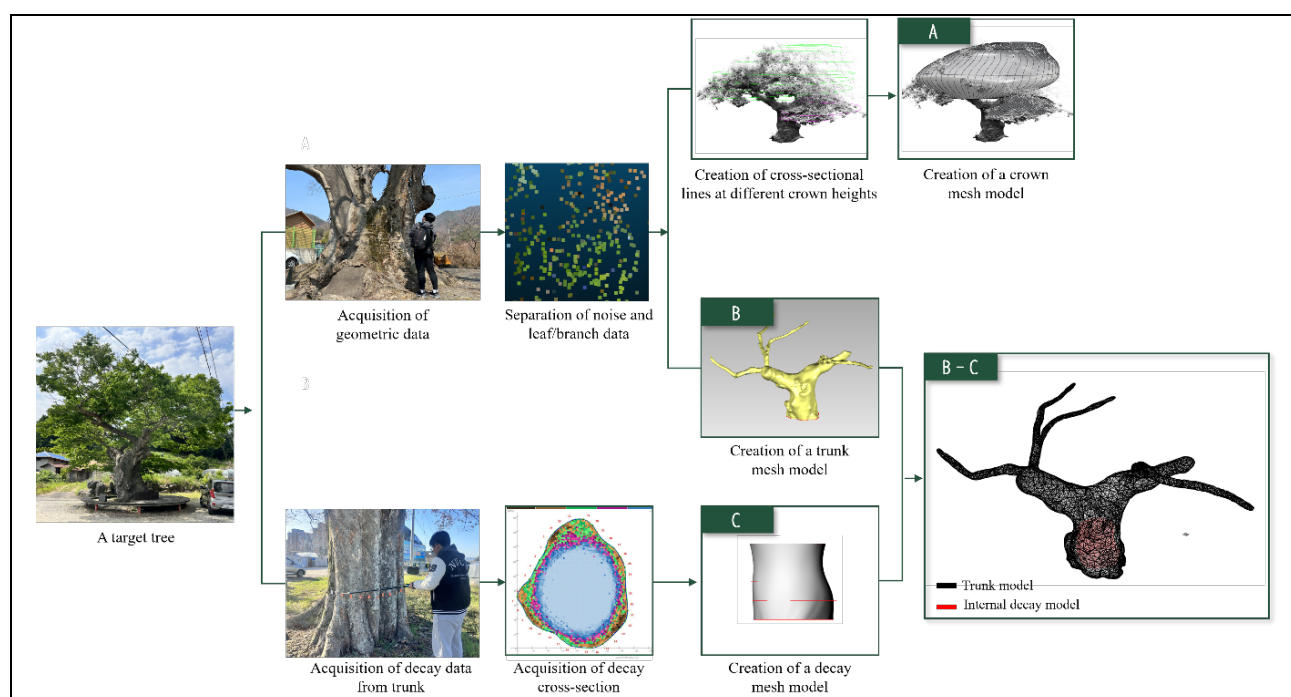 A
Creation of cross-sectional
lines at different crown heights
Creation of a crown
mesh model
A
Acquisition of
geometric data
Separation of noise and
leaf/branch data
B
Creation of a trunk
mesh model
B
A target tree
Acquisition of decay data
from trunk
Acquisition of decay
cross-section
C
Creation of a decay
mesh model
B - C
Trunk model
Internal decay model